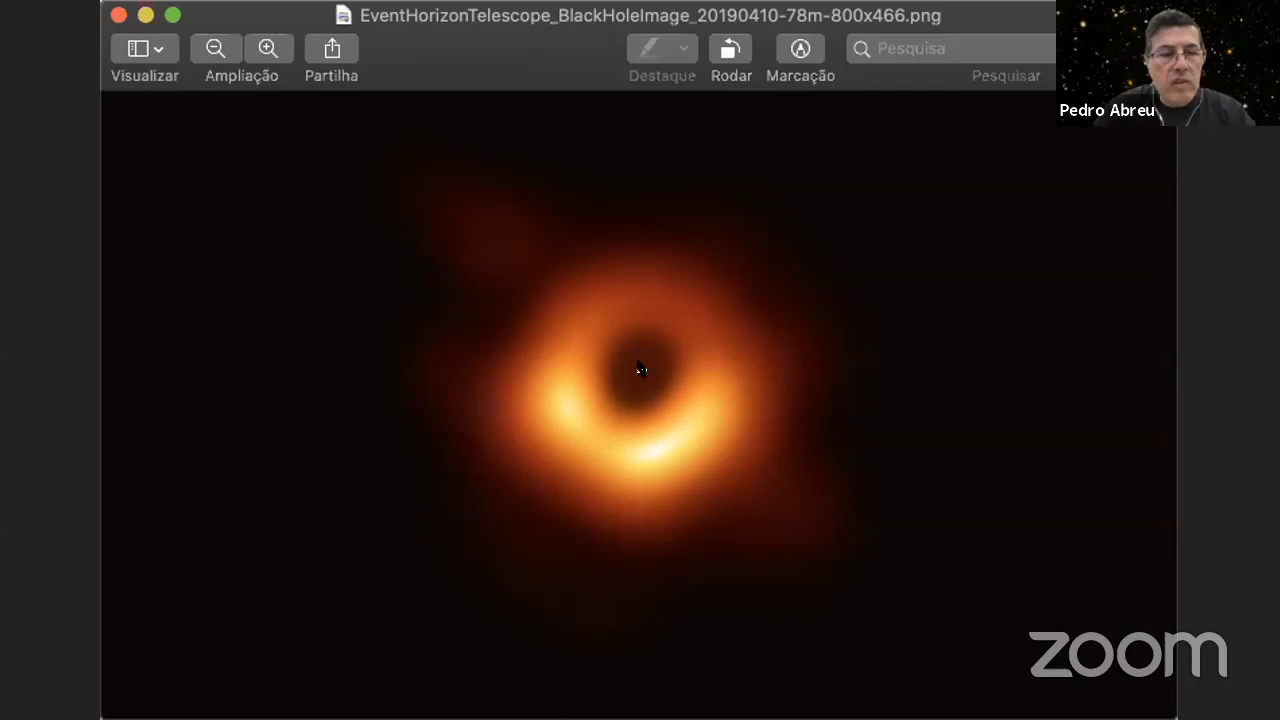 EventHorizonTelescope_BlackHoleImage_20190410-78m-800x466.png
Visualizar Ampliação Partilha Destaque Rodar Marcação Pesquisar
Pesquisa
Pedro Abreu
zoom